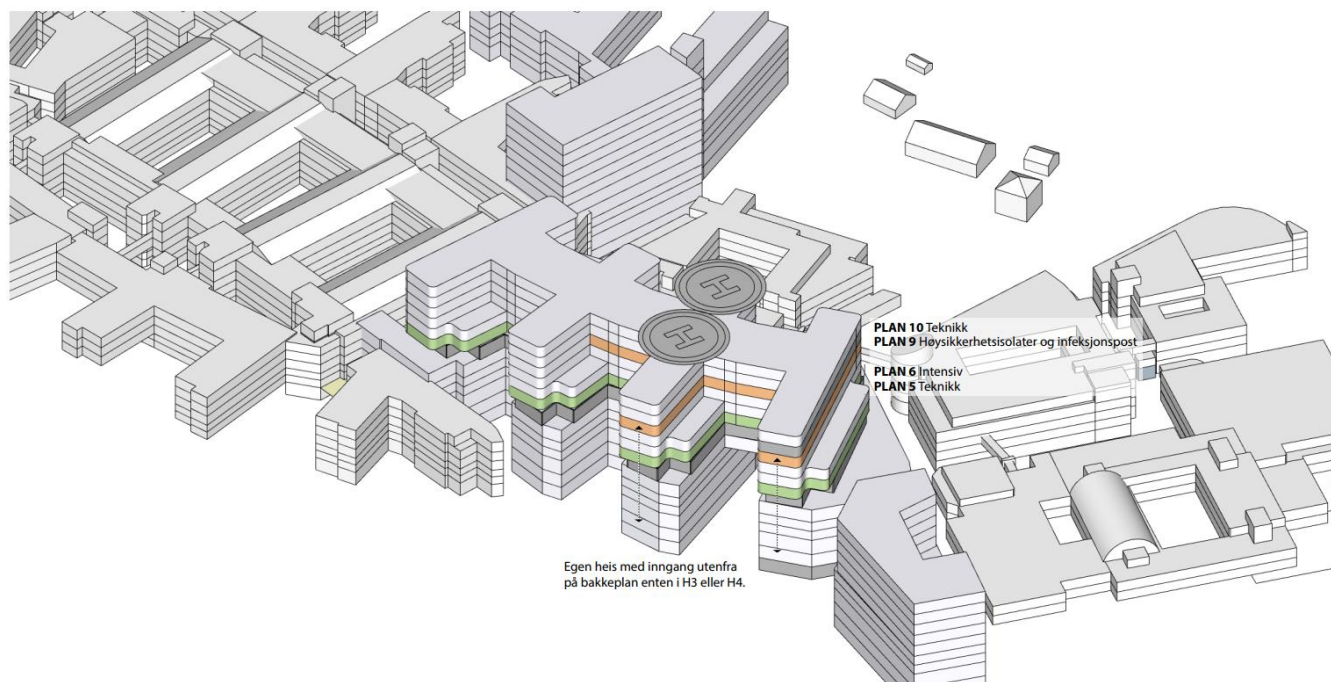 H
H
PLAN 10 Teknikk
PLAN 9 Høysikkerhetsisolater og infeksjonspost
PLAN 6 Intensiv
PLAN 5 Teknikk
Egen heis med inngang utenfra
på bakkeplan enten i H3 eller H4.